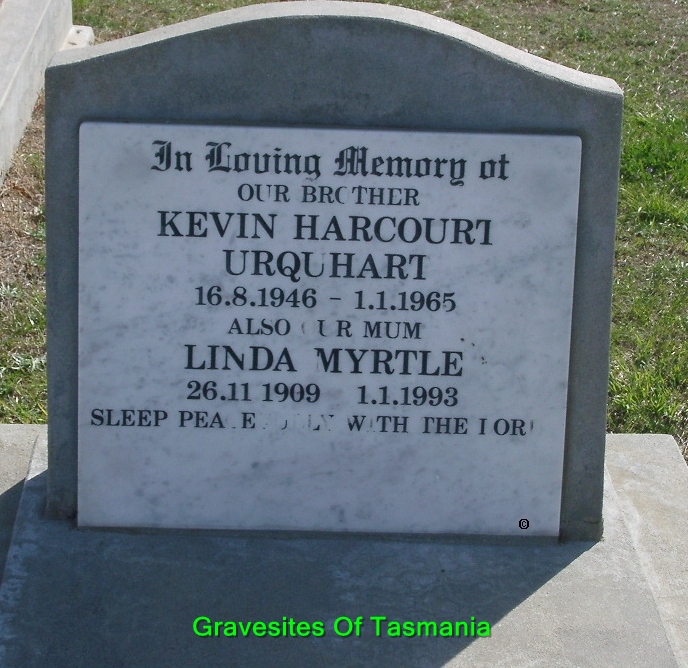 In Loving Memory of
OUR BROTHER
KEVIN HARCOURT
URQUHART
16.8.1946 - 1.1.1965
ALSO OUR MUM
LINDA MYRTLE
26.11 1909 1.1.1993
SLEEP PEACEFULLY WITH THE LORD
©
Gravesites Of Tasmania